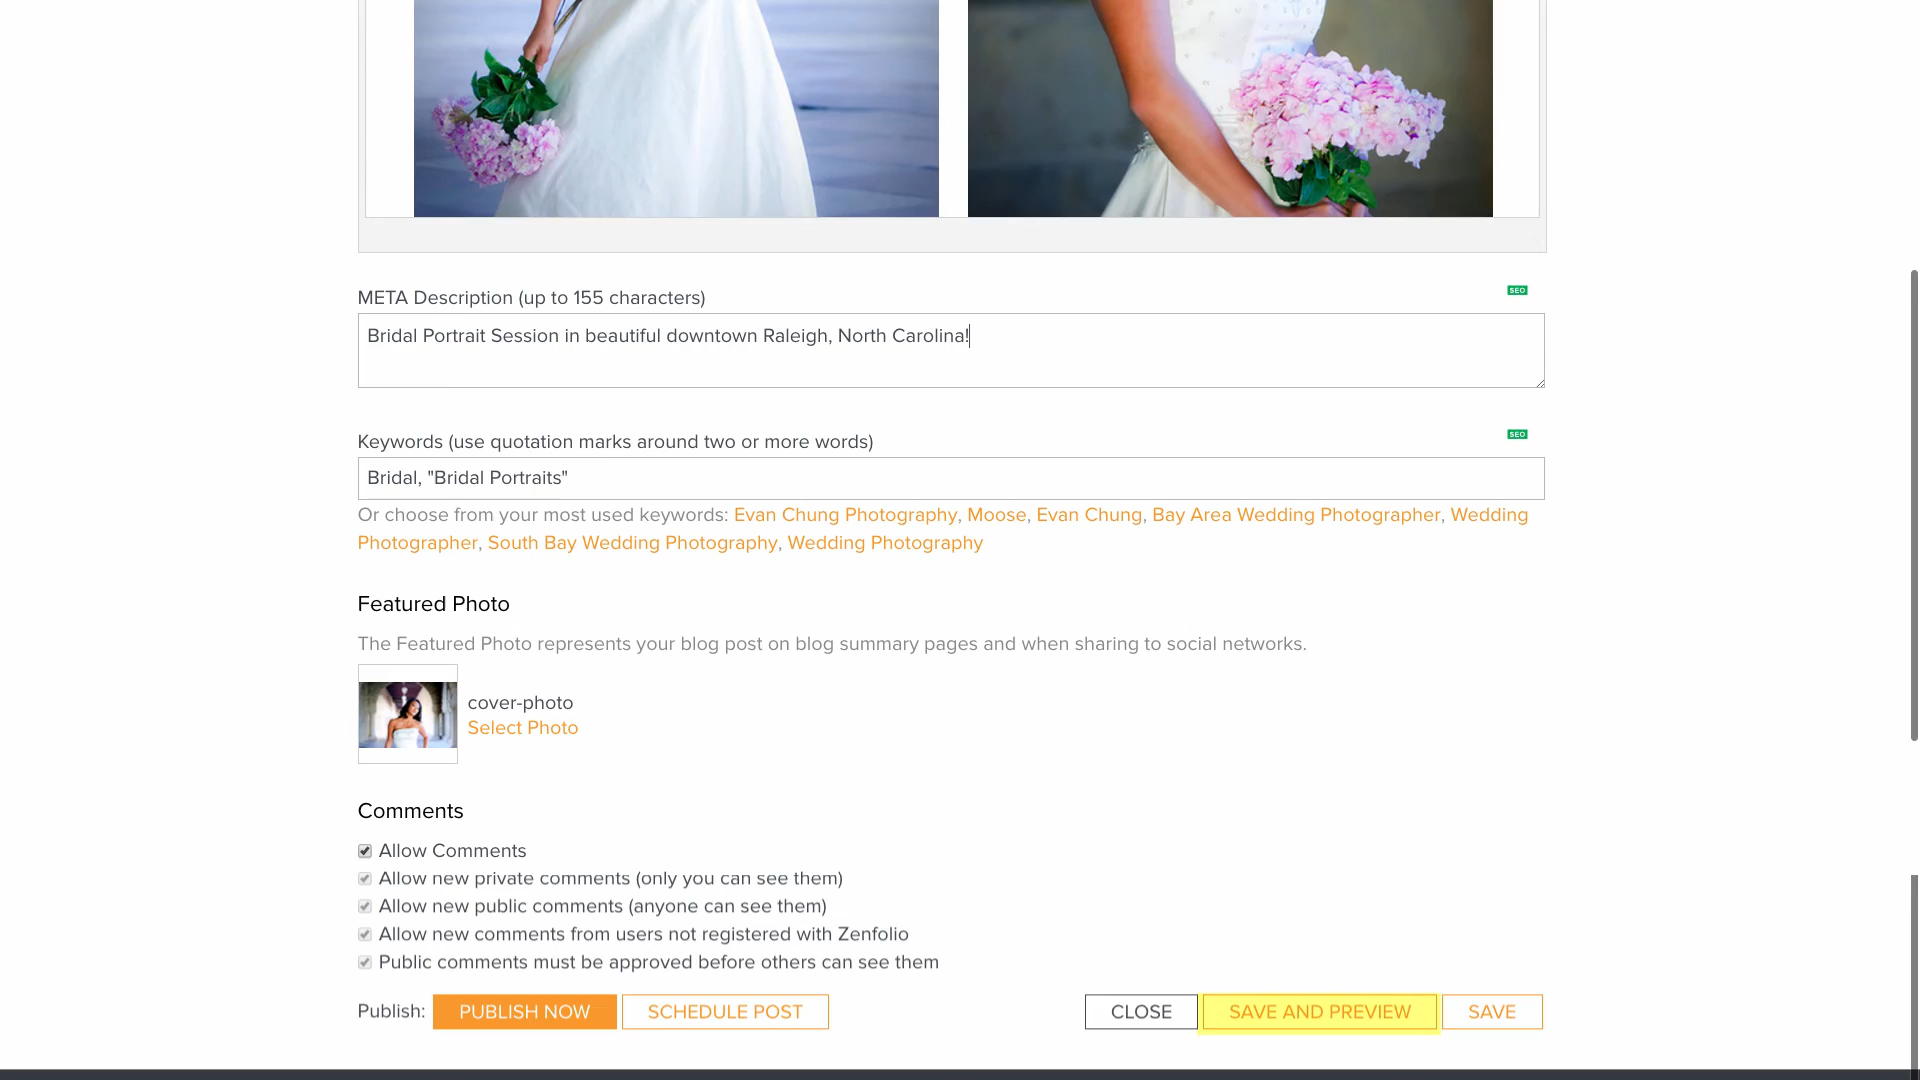 META Description (up to 155 characters)
SEO
Bridal Portrait Session in beautiful downtown Raleigh, North Carolina!
Keywords (use quotation marks around two or more words)
SEO
Bridal, "Bridal Portraits"
Or choose from your most used keywords: Evan Chung Photography, Moose, Evan Chung, Bay Area Wedding Photographer, Wedding
Photographer, South Bay Wedding Photography, Wedding Photography
Featured Photo
The Featured Photo represents your blog post on blog summary pages and when sharing to social networks.
cover-photo
Select Photo
Comments
Allow Comments
Allow new private comments (only you can see them)
Allow new public comments (anyone can see them)
Allow new comments from users not registered with Zenfolio
Public comments must be approved before others can see them
Publish: PUBLISH NOW SCHEDULE POST CLOSE SAVE AND PREVIEW SAVE